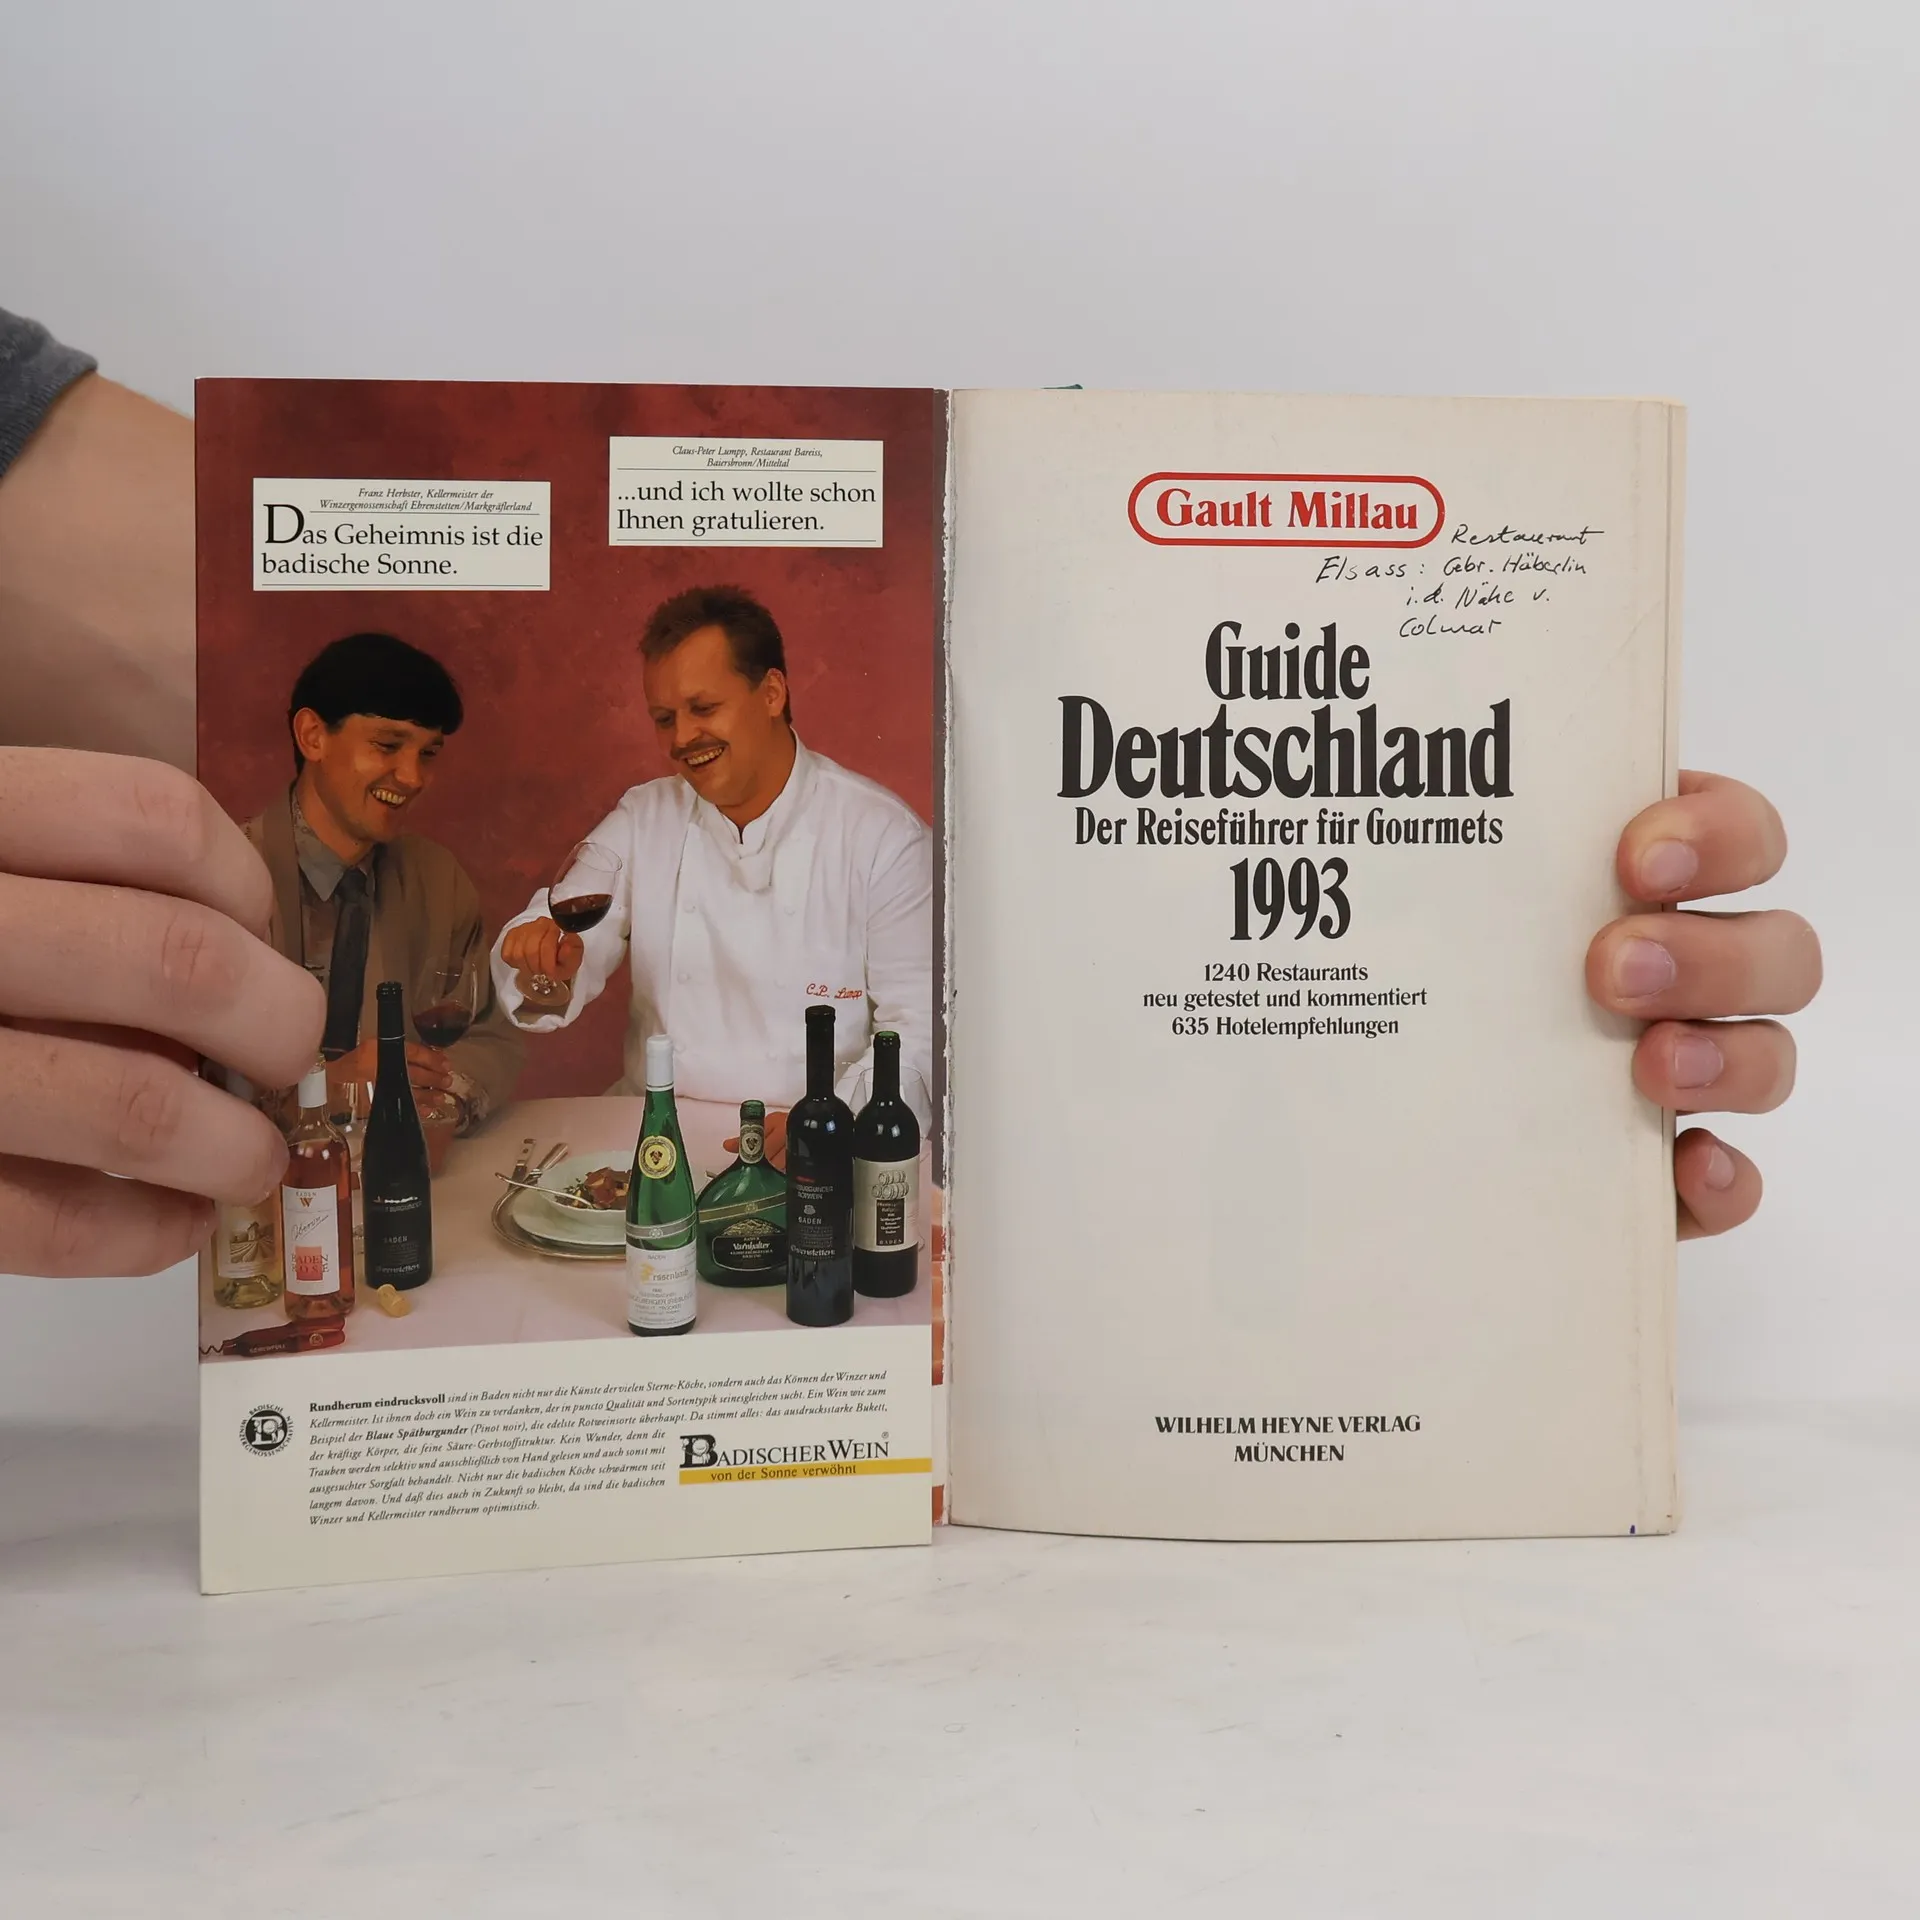 Franz Herbster, Kellermeister der
Winzergenossenschaft Ehrenstetten/Markgräflerland
Das Geheimnis ist die
badische Sonne.
Claus-Peter Lumpp, Restaurant Bareiss,
Baiersbronn/Mitteltal
...und ich wollte schon
Ihnen gratulieren.
C.P. Lumpp
BADEN
BADEN
ROSÉ
BADEN
BADEN
Varnhalter
BADEN
Ehrenstetten
BADEN
BADISCHE WINZERGENOSSENSCHAFTEN
Rundherum eindrucksvoll sind in Baden nicht nur die Künste der vielen Sterne-Köche, sondern auch das Können der Winzer und
Kellermeister. Ist ihnen doch ein Wein zu verdanken, der in puncto Qualität und Sortentypik seinesgleichen sucht. Ein Wein wie zum
Beispiel der Blaue Spätburgunder (Pinot noir), die edelste Rotweinsorte überhaupt. Da stimmt alles: das ausdrucksstarke Bukett,
der kräftige Körper, die feine Säure-Gerbstoffstruktur. Kein Wunder, denn die
Trauben werden selektiv und ausschließlich von Hand gelesen und auch sonst mit
ausgesuchter Sorgfalt behandelt. Nicht nur die badischen Köche schwärmen seit
langem davon. Und daß dies auch in Zukunft so bleibt, da sind die badischen
Winzer und Kellermeister rundherum optimistisch.
BADISCHER WEIN®
von der Sonne verwöhnt
Gault Millau
Restaurant
Elsass: Gebr. Häberlin
i.d. Nähe v.
Colmar
Guide
Deutschland
Der Reiseführer für Gourmets
1993
1240 Restaurants
neu getestet und kommentiert
635 Hotelempfehlungen
WILHELM HEYNE VERLAG
MÜNCHEN